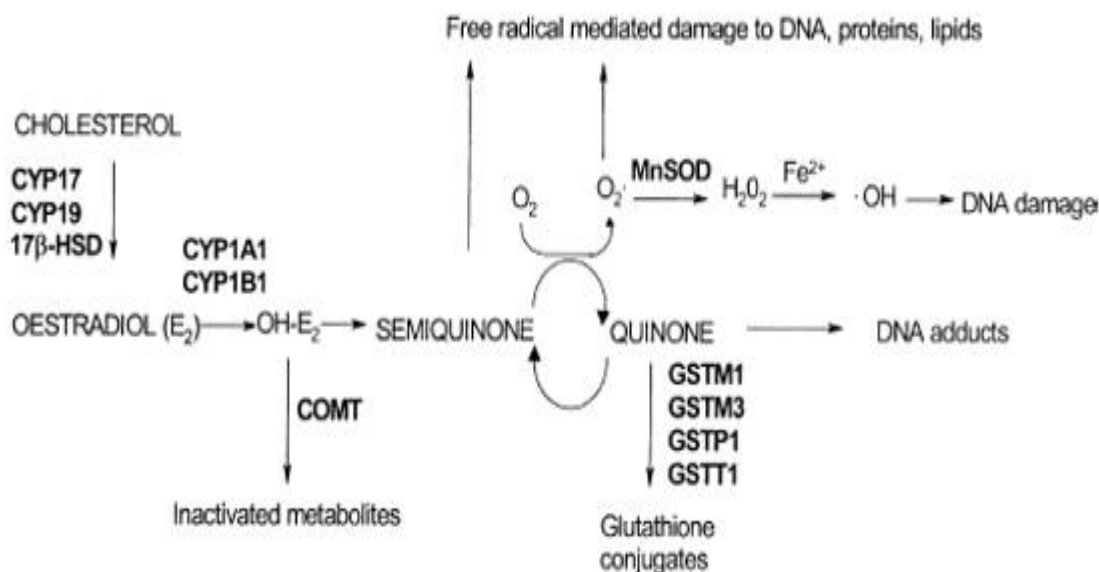 Free radical mediated damage to DNA, proteins, lipids
CHOLESTEROL
CYP17
CYP19
17β-HSD
CYP1A1
CYP1B1
O₂
O₂·
MnSOD
H₂0₂
Fe²⁺
·OH
DNA damage
OESTRADIOL (E₂)
OH-E₂
SEMIQUINONE
QUINONE
DNA adducts
COMT
GSTM1
GSTM3
GSTP1
GSTT1
Inactivated metabolites
Glutathione
conjugates